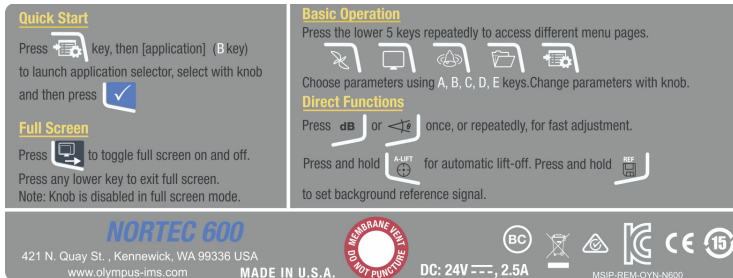 Quick Start
Press key, then [application] (B key)
to launch application selector, select with knob
and then press
Full Screen
Press to toggle full screen on and off.
Press any lower key to exit full screen.
Note: Knob is disabled in full screen mode.
Basic Operation
Press the lower 5 keys repeatedly to access different menu pages.
Choose parameters using A, B, C, D, E keys.Change parameters with knob.
Direct Functions
Press dB or once, or repeatedly, for fast adjustment.
Press and hold A-LIFT for automatic lift-off. Press and hold REF
to set background reference signal.
NORTEC 600
421 N. Quay St. , Kennewick, WA 99336 USA
www.olympus-ims.com
MADE IN U.S.A.
MEMBRANE VENT
DO NOT PUNCTURE
DC: 24V ⎓, 2.5A
BC
MSIP-REM-OYN-N600
CE
15